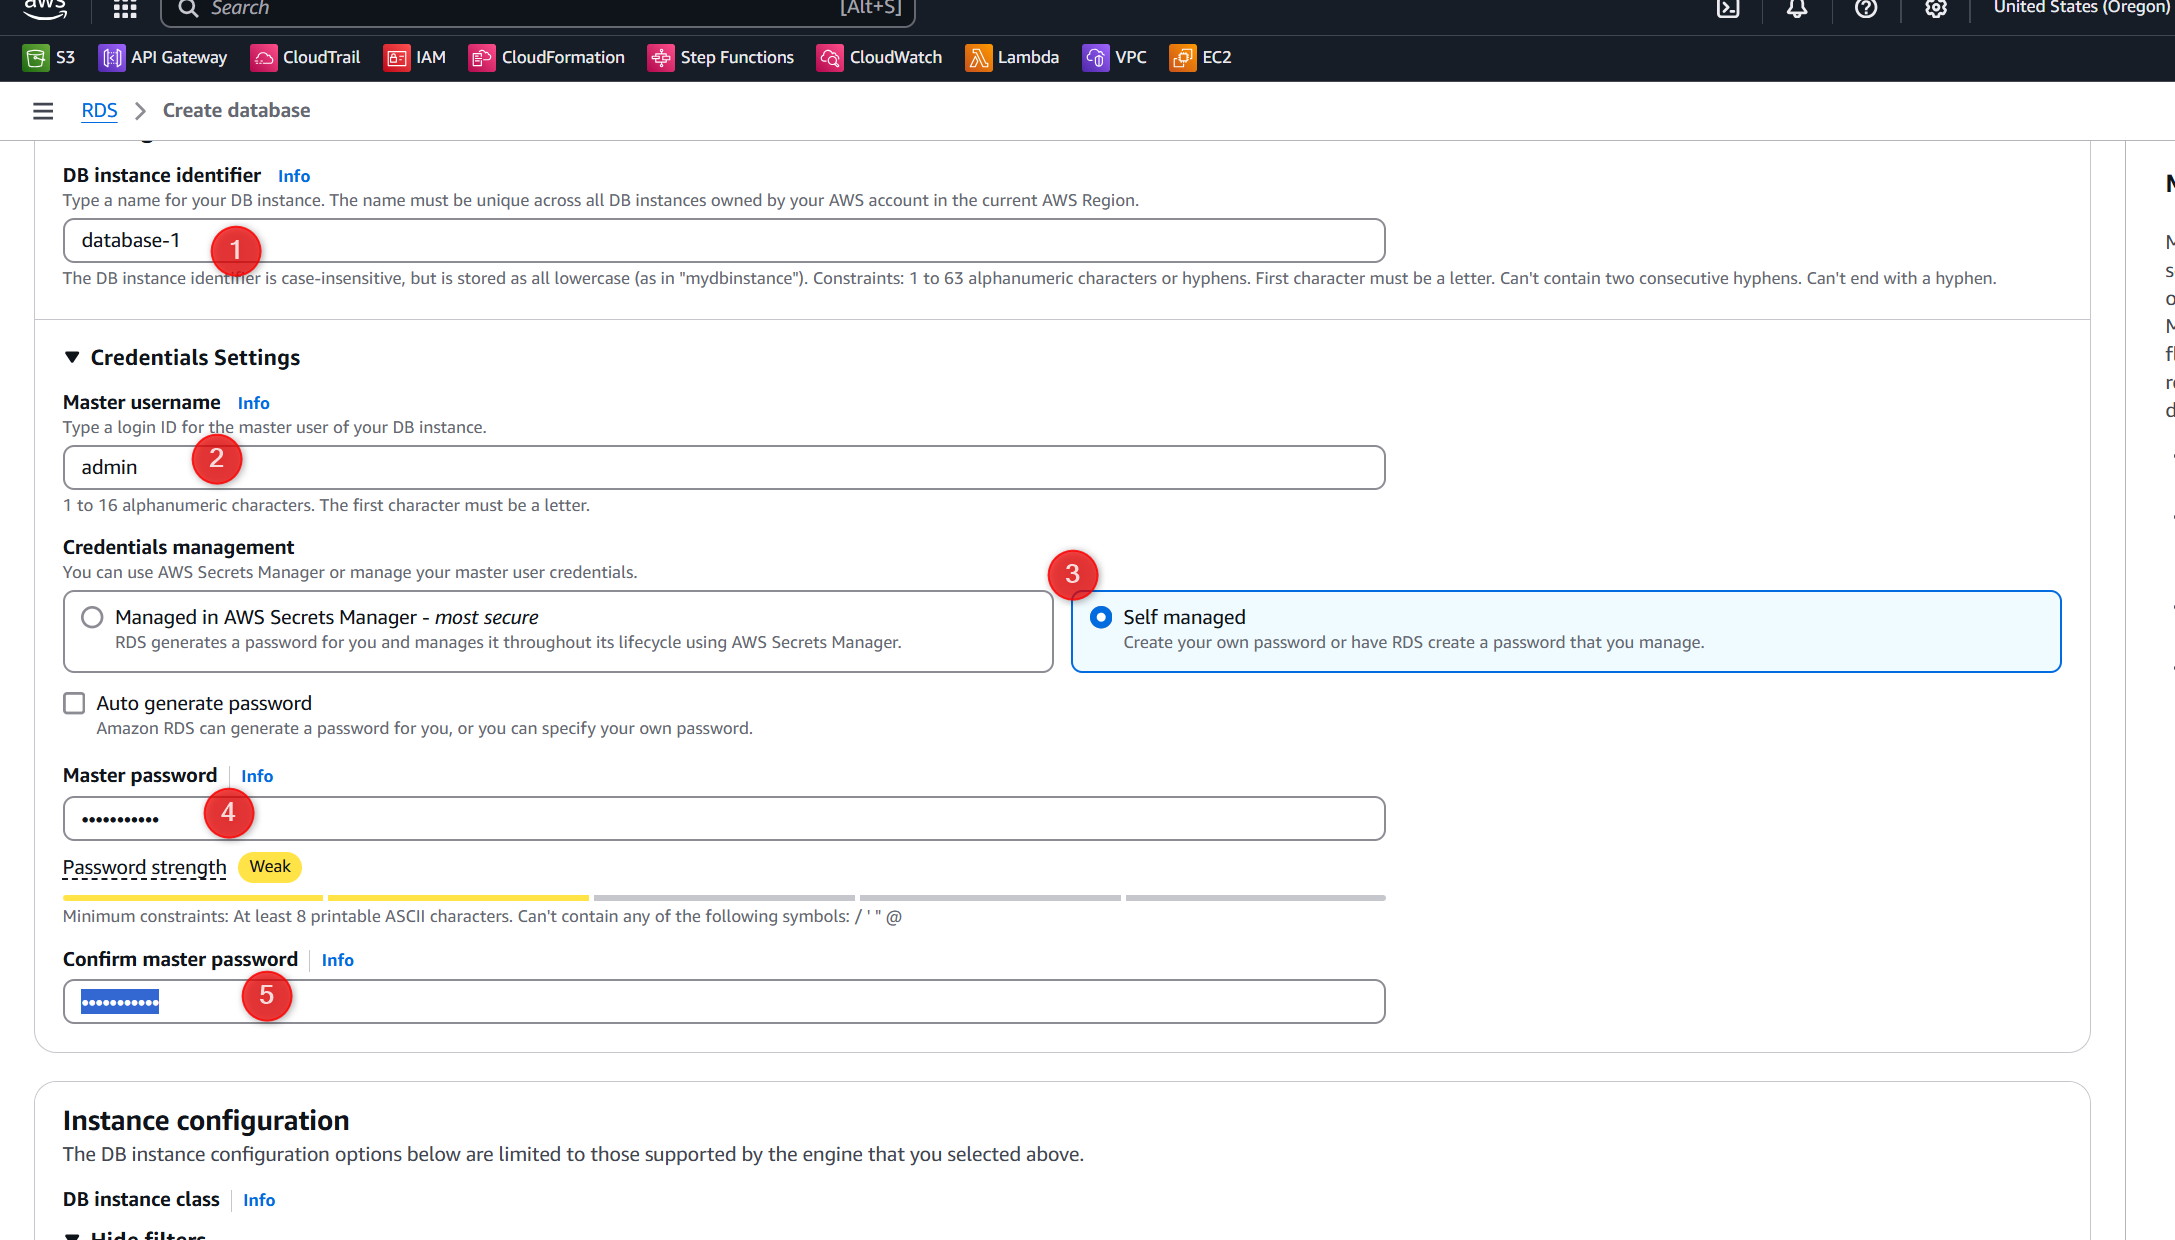 aws Search [Alt+S] United States (Oregon)
S3 API Gateway CloudTrail IAM CloudFormation Step Functions CloudWatch Lambda VPC EC2
RDS > Create database
DB instance identifier Info
Type a name for your DB instance. The name must be unique across all DB instances owned by your AWS account in the current AWS Region.
database-1 1
The DB instance identifier is case-insensitive, but is stored as all lowercase (as in "mydbinstance"). Constraints: 1 to 63 alphanumeric characters or hyphens. First character must be a letter. Can't contain two consecutive hyphens. Can't end with a hyphen.
Credentials Settings
Master username Info
Type a login ID for the master user of your DB instance.
admin 2
1 to 16 alphanumeric characters. The first character must be a letter.
Credentials management
You can use AWS Secrets Manager or manage your master user credentials.
3
Managed in AWS Secrets Manager - most secure
RDS generates a password for you and manages it throughout its lifecycle using AWS Secrets Manager.
Self managed
Create your own password or have RDS create a password that you manage.
Auto generate password
Amazon RDS can generate a password for you, or you can specify your own password.
Master password Info
••••••••••• 4
Password strength Weak
Minimum constraints: At least 8 printable ASCII characters. Can't contain any of the following symbols: / ' " @
Confirm master password Info
••••••••••• 5
Instance configuration
The DB instance configuration options below are limited to those supported by the engine that you selected above.
DB instance class Info
Hide filters